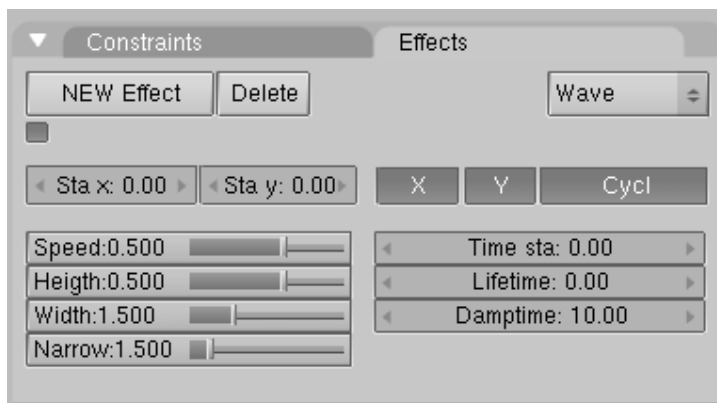 Constraints Effects
NEW Effect Delete Wave
Sta x: 0.00 Sta y: 0.00 X Y Cycl
Speed:0.500 Time sta: 0.00
Heigth:0.500 Lifetime: 0.00
Width:1.500 Damptime: 10.00
Narrow:1.500